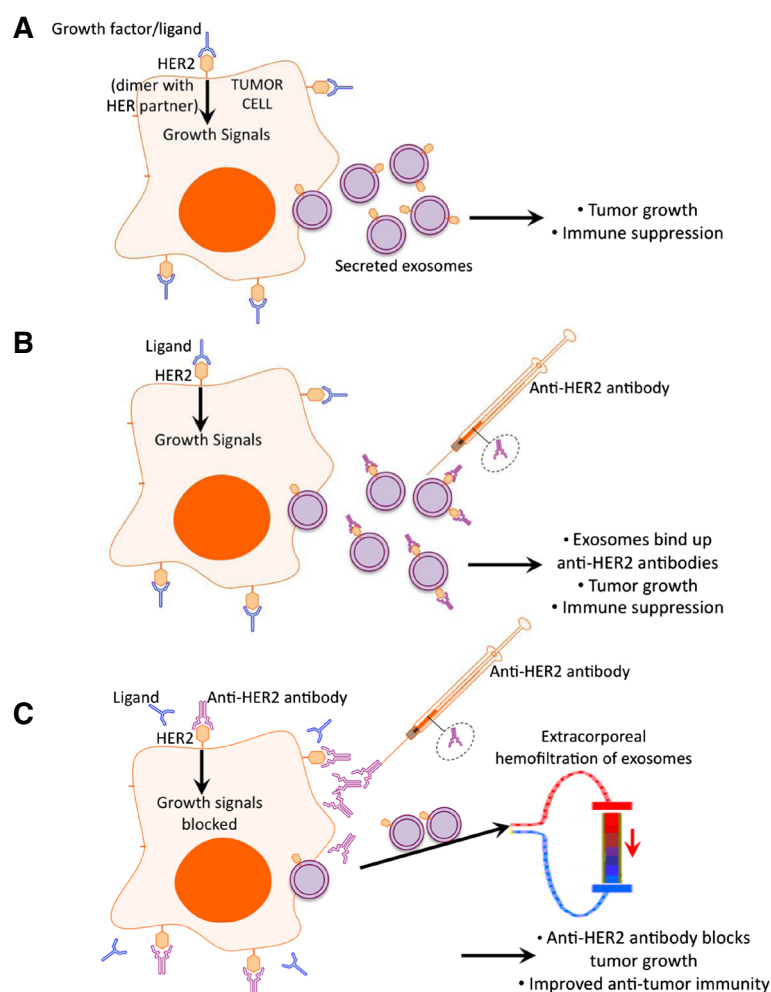 A
Growth factor/ligand
HER2
(dimer with
HER partner)
TUMOR
CELL
Growth Signals
Secreted exosomes
• Tumor growth
• Immune suppression
B
Ligand
HER2
Growth Signals
Anti-HER2 antibody
• Exosomes bind up
anti-HER2 antibodies
• Tumor growth
• Immune suppression
C
Ligand
Anti-HER2 antibody
HER2
Growth signals
blocked
Anti-HER2 antibody
Extracorporeal
hemofiltration of exosomes
• Anti-HER2 antibody blocks
tumor growth
• Improved anti-tumor immunity